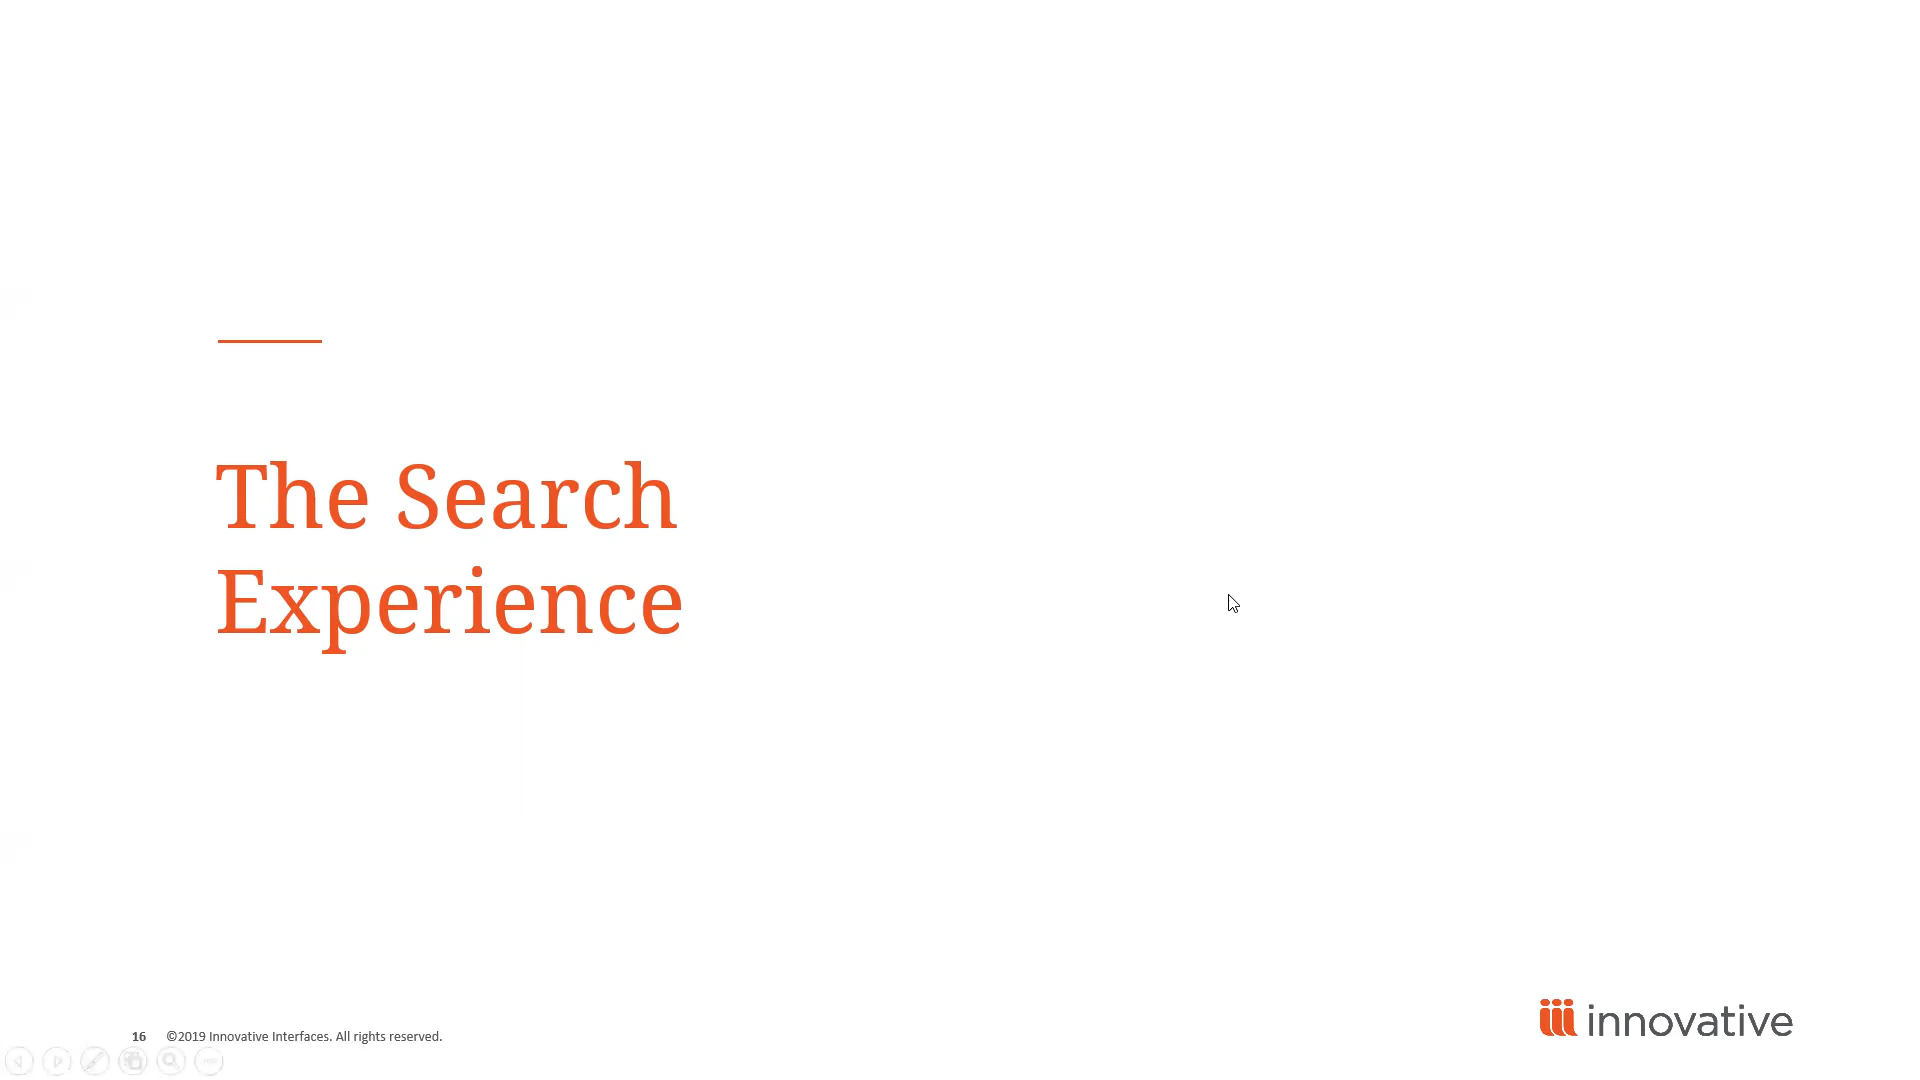 The Search
Experience
16 ©2019 Innovative Interfaces. All rights reserved.
innovative